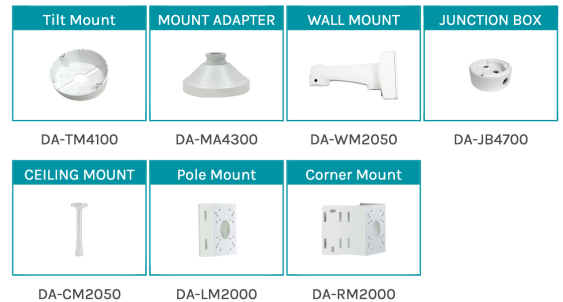 Tilt Mount
MOUNT ADAPTER
WALL MOUNT
JUNCTION BOX
DA-TM4100
DA-MA4300
DA-WM2050
DA-JB4700
CEILING MOUNT
Pole Mount
Corner Mount
DA-CM2050
DA-LM2000
DA-RM2000